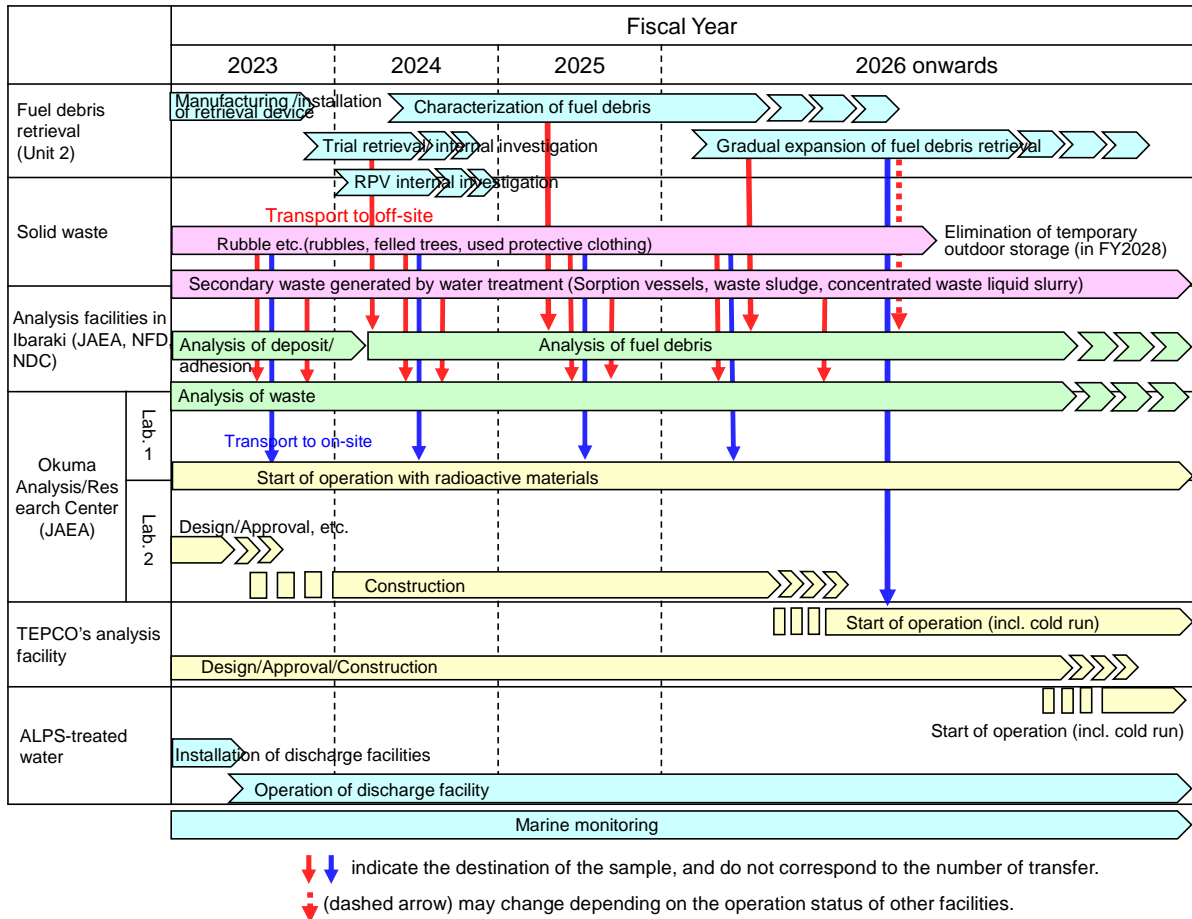 Fiscal Year
2023
2024
2025
2026 onwards
Fuel debris
retrieval
(Unit 2)
Manufacturing /installation
of retrieval device
Characterization of fuel debris
Trial retrieval/ internal investigation
Gradual expansion of fuel debris retrieval
RPV internal investigation
Solid waste
Transport to off-site
Rubble etc.(rubbles, felled trees, used protective clothing)
Elimination of temporary
outdoor storage (in FY2028)
Secondary waste generated by water treatment (Sorption vessels, waste sludge, concentrated waste liquid slurry)
Analysis facilities in
Ibaraki (JAEA, NFD,
NDC)
Analysis of deposit/
adhesion
Analysis of fuel debris
Analysis of waste
Okuma
Analysis/Res
earch Center
(JAEA)
Lab. 1
Transport to on-site
Start of operation with radioactive materials
Lab. 2
Design/Approval, etc.
Construction
Start of operation (incl. cold run)
TEPCO's analysis
facility
Design/Approval/Construction
Start of operation (incl. cold run)
ALPS-treated
water
Installation of discharge facilities
Operation of discharge facility
Marine monitoring
indicate the destination of the sample, and do not correspond to the number of transfer.
(dashed arrow) may change depending on the operation status of other facilities.